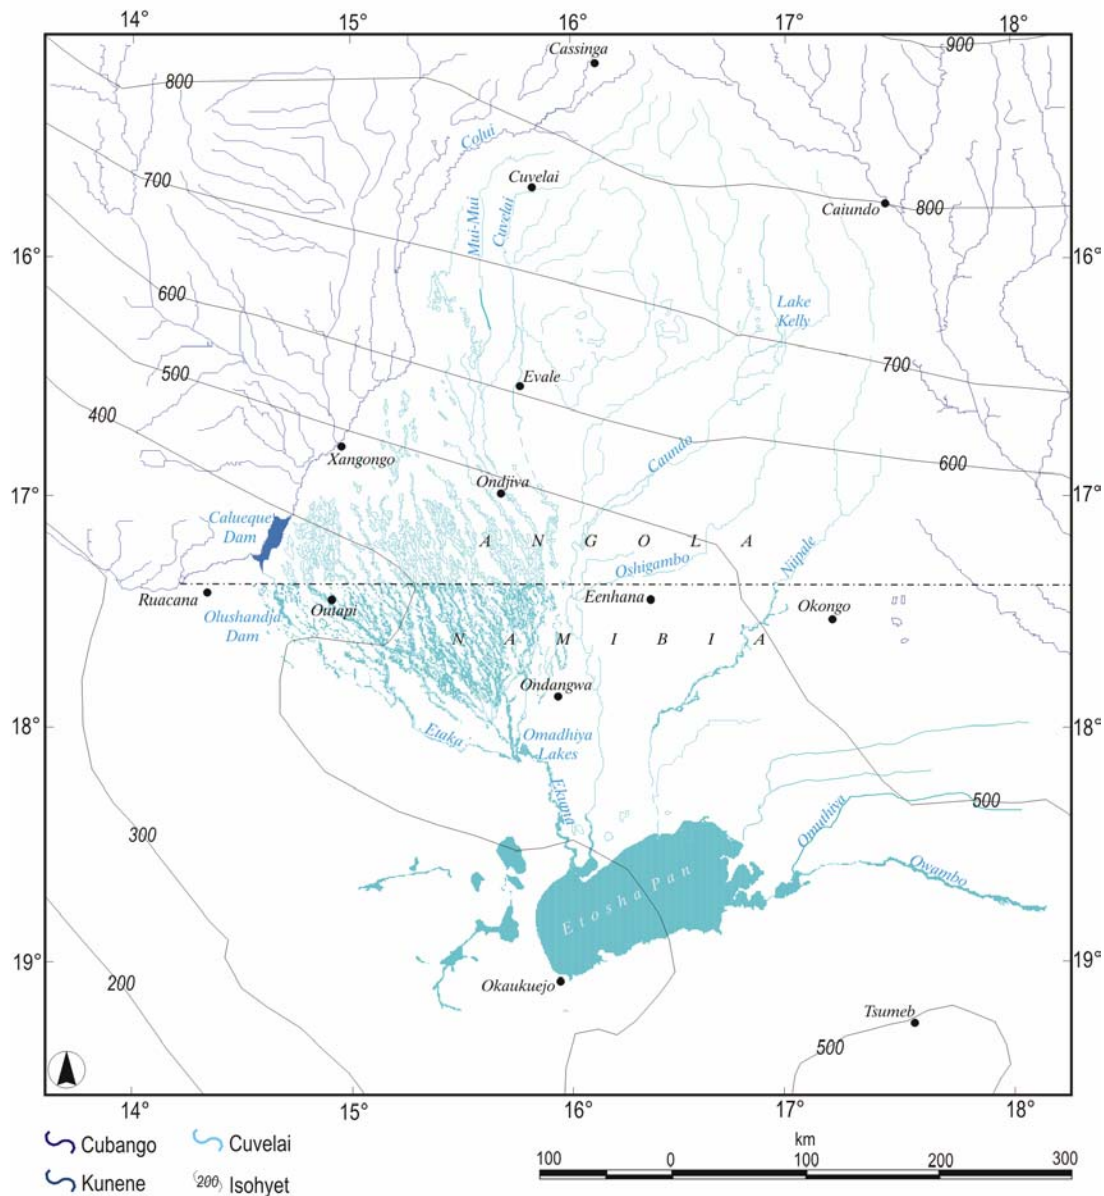 14° 15° 16° 17° 18°
Cassinga
900
800
Colui
700
Cuvelai
Mui-Mui
Cuvelai
Caiundo
800
16° 16°
600
Lake
Kelly
500
Evale
700
400
Xangongo
Caundo
600
Ondjiva
17° 17°
Calueque
Dam
ANGOLA
Oshigambo
Niipale
Ruacana
Olushandja
Dam
Outapi
Eenhana
Okongo
NAMIBIA
Ondangwa
18° 18°
Etaka
Omadhiya
Lakes
Ekuma
500
300
Omuthiya
Owambo
Etosha pan
19° 19°
200
Okaukuejo
Tsumeb
500
14° 15° 16° 17° 18°
Cubango Cuvelai
Kunene 200 Isohyet
km
100 0 100 200 300